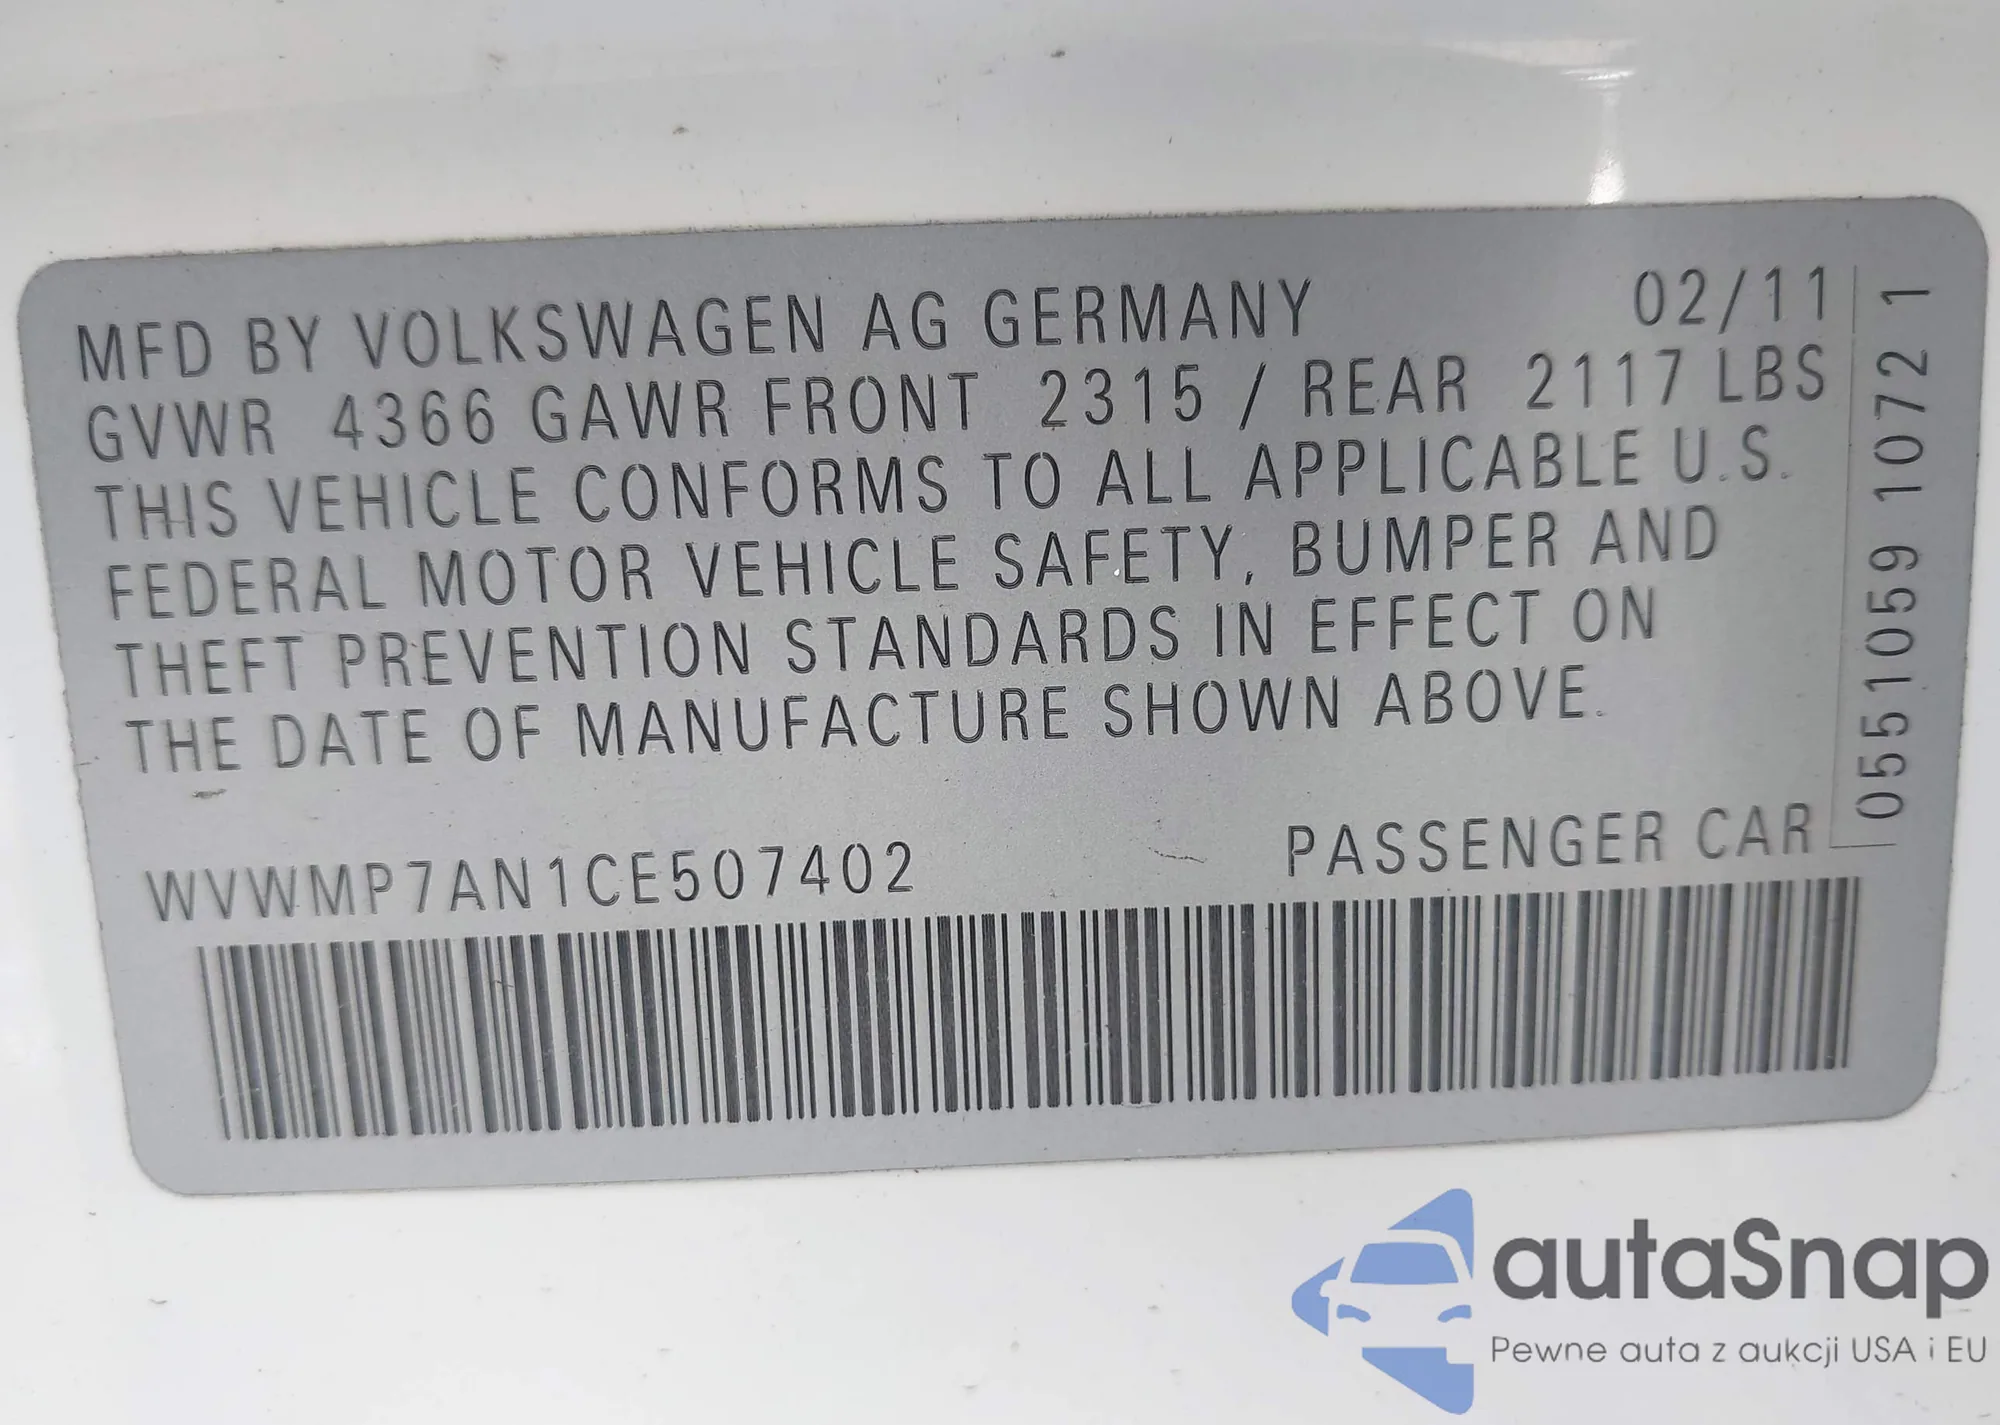 MFD BY VOLKSWAGEN AG GERMANY 02/11
GVWR 4366 GAWR FRONT 2315 / REAR 2117 LBS
THIS VEHICLE CONFORMS TO ALL APPLICABLE U.S.
FEDERAL MOTOR VEHICLE SAFETY, BUMPER AND
THEFT PREVENTION STANDARDS IN EFFECT ON
THE DATE OF MANUFACTURE SHOWN ABOVE.
WVWMP7AN1CE507402 PASSENGER CAR
0551059 1072 1
autaSnap
Pewne auta z aukcji USA i EU